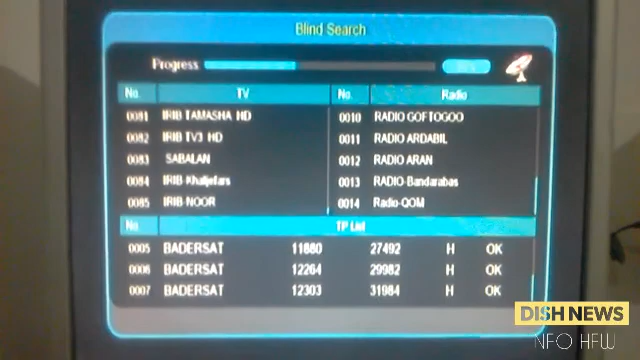 Blind Search
Progress
No. TV No. Radio
0081 IRIB TAMASHA HD 0010 RADIO GOFTOGOO
0082 IRIB TV3 HD 0011 RADIO ARDABIL
0083 SABALAN 0012 RADIO ARAN
0084 IRIB-Khaljefars 0013 RADIO-Bandarabas
0085 IRIB-NOOR 0014 Radio-QOM
No. TP List
0005 BADERSAT 11880 27492 H OK
0006 BADERSAT 12264 29982 H OK
0007 BADERSAT 12303 31984 H OK
DISH NEWS